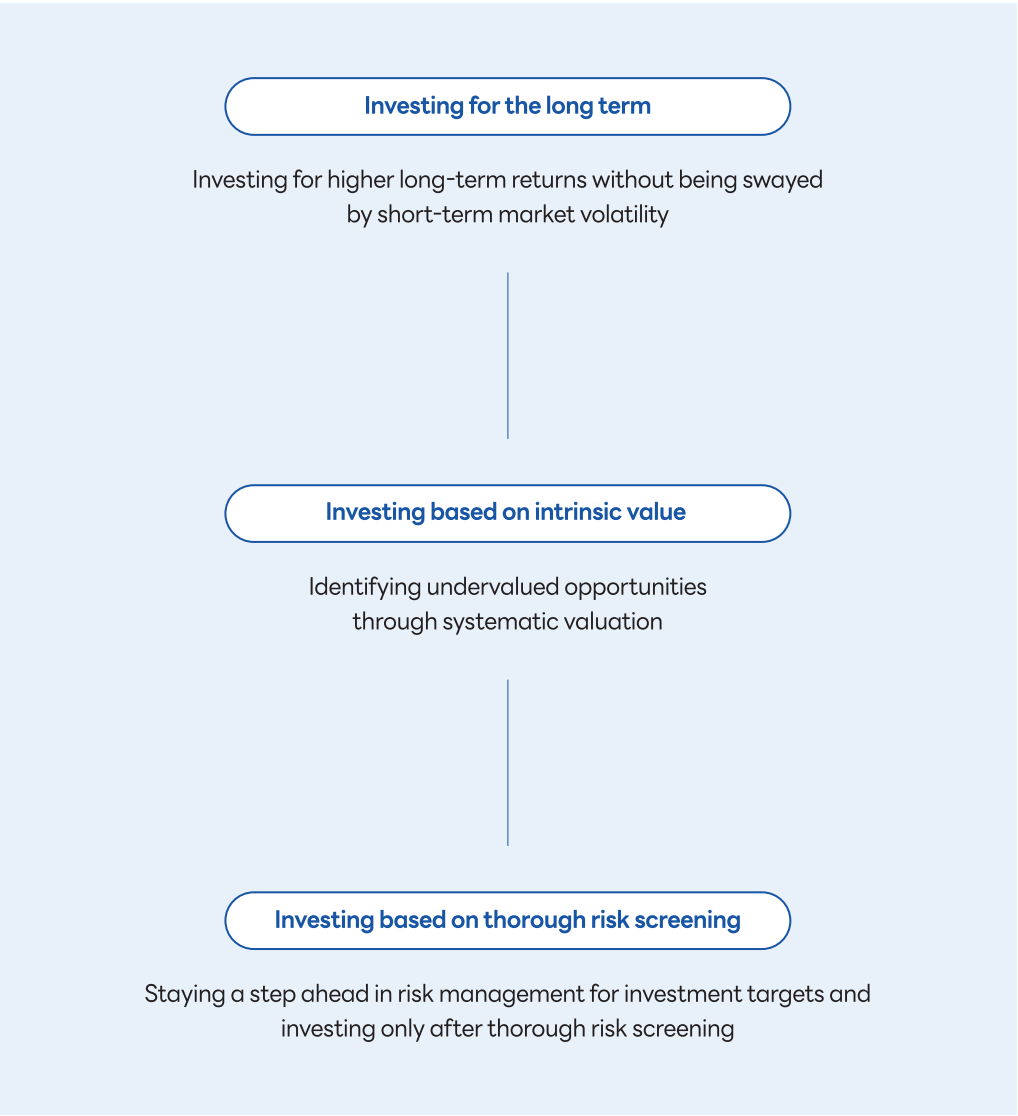 Investing for the long term
Investing for higher long-term returns without being swayed
by short-term market volatility
Investing based on intrinsic value
Identifying undervalued opportunities
through systematic valuation
Investing based on thorough risk screening
Staying a step ahead in risk management for investment targets and
investing only after thorough risk screening